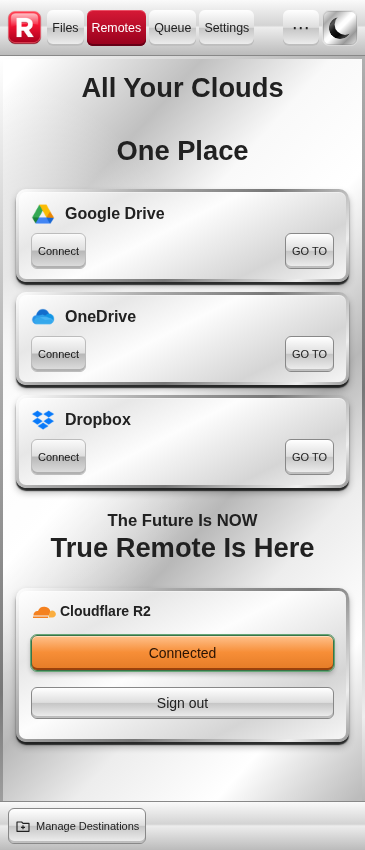 R Files Remotes Queue Settings ...
All Your Clouds
One Place
Google Drive
Connect GO TO
OneDrive
Connect GO TO
Dropbox
Connect GO TO
The Future Is NOW
True Remote Is Here
Cloudflare R2
Connected
Sign out
Manage Destinations